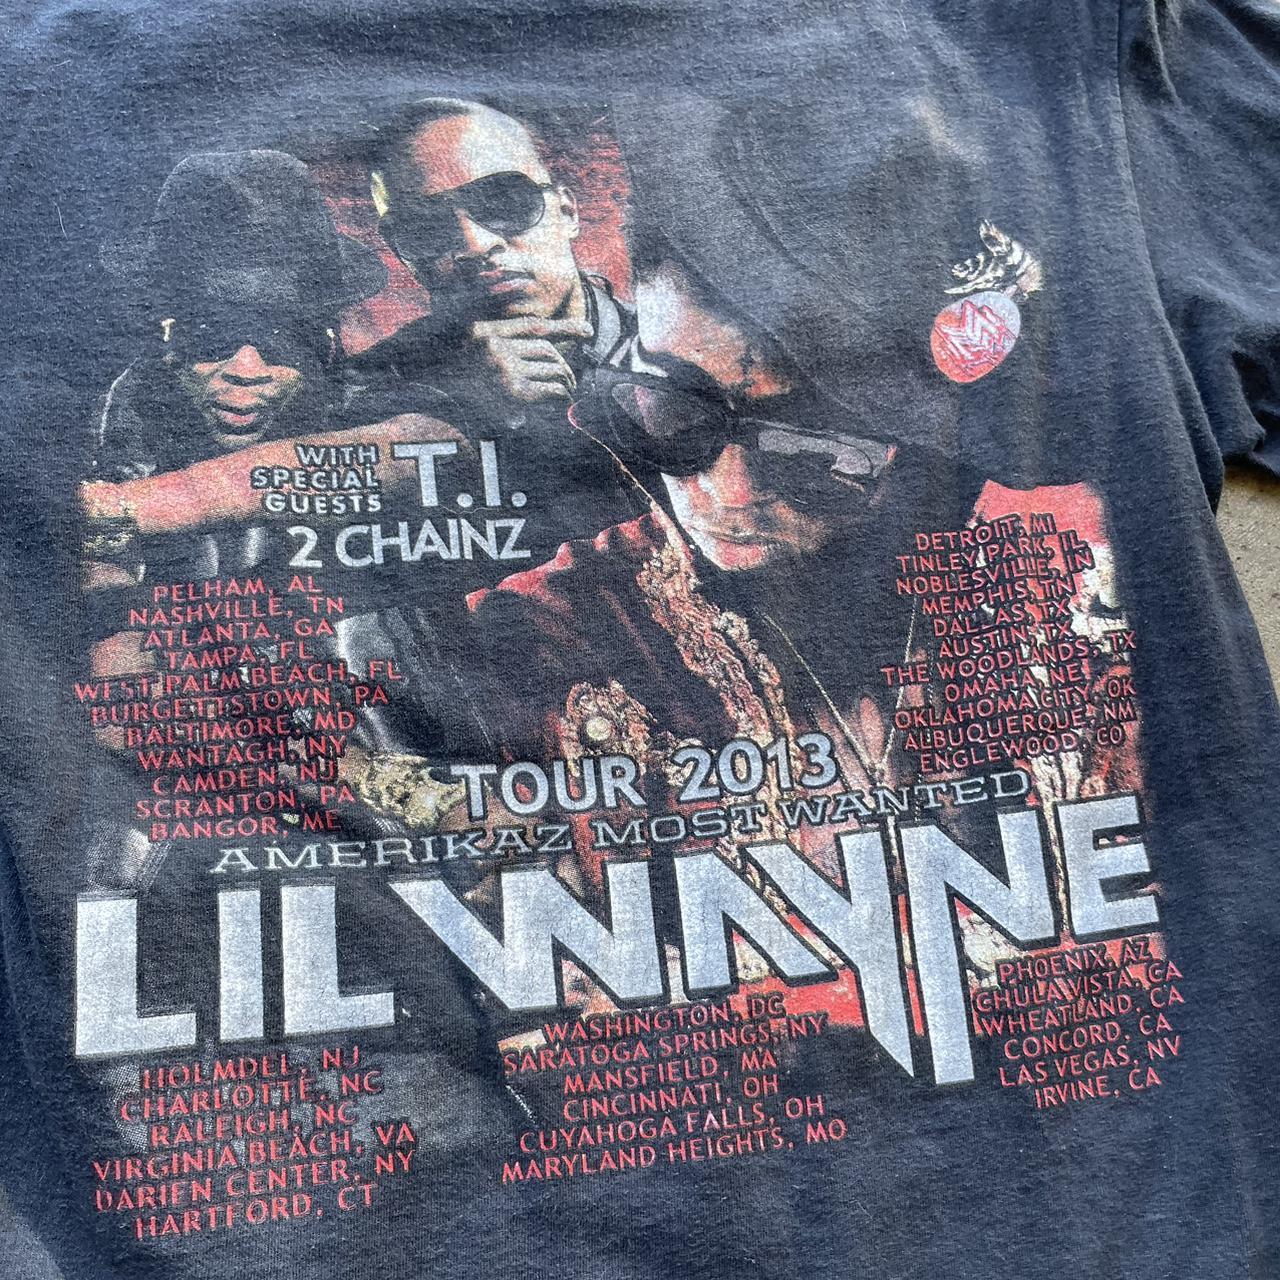 WITH
SPECIAL
GUESTS
T.I.
2 CHAINZ
PELHAM, AL
NASHVILLE, TN
ATLANTA, GA
TAMPA, FL
WEST PALM BEACH, FL
BURGETTSTOWN, PA
BALTIMORE, MD
WANTAGH, NY
CAMDEN, NJ
SCRANTON, PA
BANGOR, ME
DETROIT, MI
TINLEY PARK, IL
NOBLESVILLE, IN
MEMPHIS, TN
DALLAS, TX
AUSTIN, TX
THE WOODLANDS, TX
OMAHA, NE
OKLAHOMA CITY, OK
ALBUQUERQUE, NM
ENGLEWOOD, CO
TOUR 2013
AMERIKAZ MOST WANTED
LIL WAYNE
HOLMDEL, NJ
CHARLOTTE, NC
RALEIGH, NC
VIRGINIA BEACH, VA
DARIEN CENTER, NY
HARTFORD, CT
WASHINGTON, DC
SARATOGA SPRINGS, NY
MANSFIELD, MA
CINCINNATI, OH
CUYAHOGA FALLS, OH
MARYLAND HEIGHTS, MO
PHOENIX, AZ
CHULA VISTA, CA
WHEATLAND, CA
CONCORD, CA
LAS VEGAS, NV
IRVINE, CA